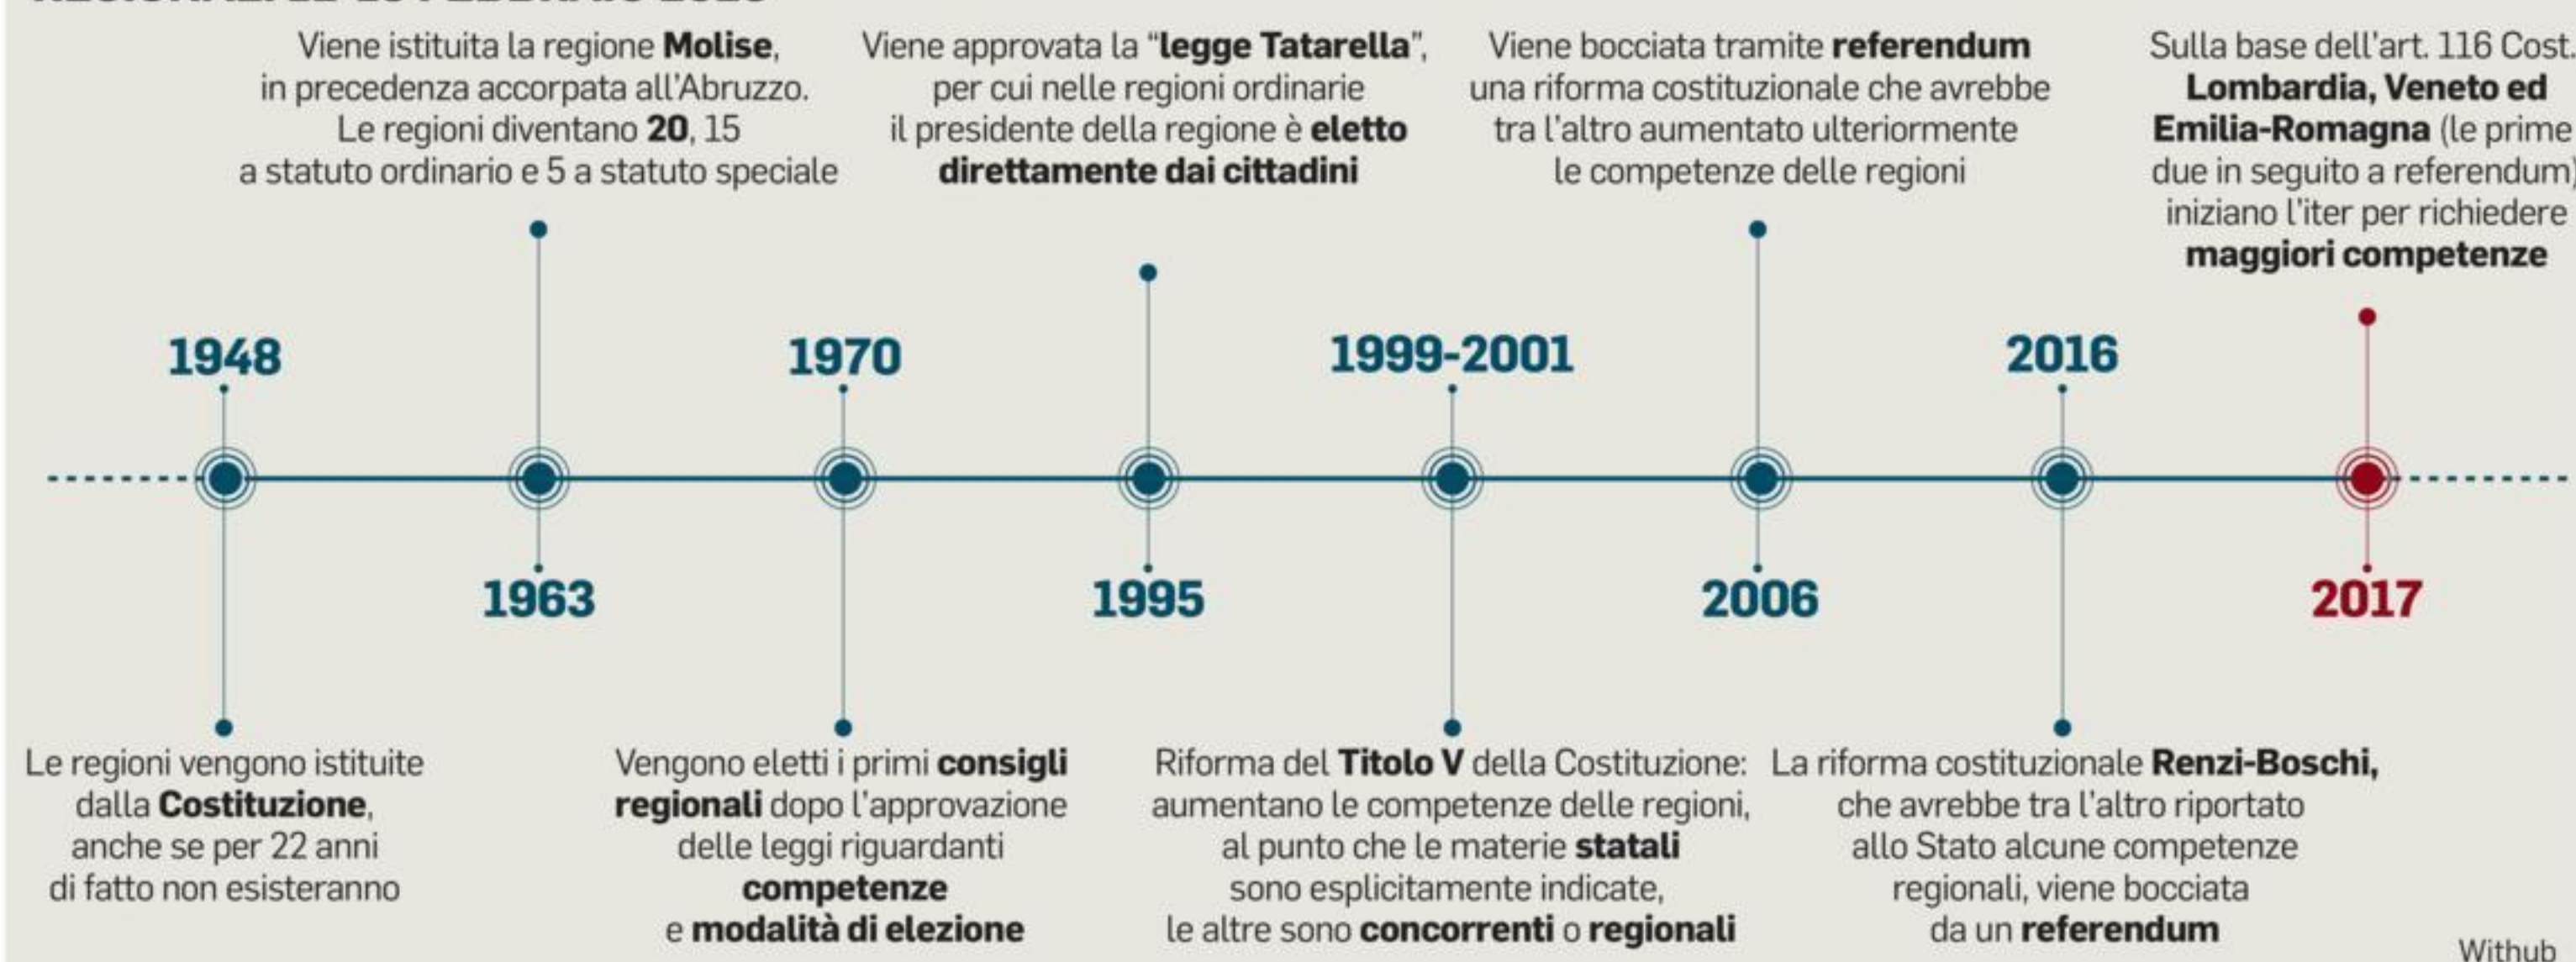 Viene istituita la regione Molise,
in precedenza accorpata all'Abruzzo.
Le regioni diventano 20, 15
a statuto ordinario e 5 a statuto speciale
Viene approvata la “legge Tatarella”,
per cui nelle regioni ordinarie
il presidente della regione è eletto
direttamente dai cittadini
Viene bocciata tramite referendum
una riforma costituzionale che avrebbe
tra l'altro aumentato ulteriormente
le competenze delle regioni
Sulla base dell'art. 116 Cost.
Lombardia, Veneto ed
Emilia-Romagna (le prime
due in seguito a referendum)
iniziano l'iter per richiedere
maggiori competenze
1948
1970
1999-2001
2016
1963
1995
2006
2017
Le regioni vengono istituite
dalla Costituzione,
anche se per 22 anni
di fatto non esisteranno
Vengono eletti i primi consigli
regionali dopo l'approvazione
delle leggi riguardanti
competenze
e modalità di elezione
Riforma del Titolo V della Costituzione:
aumentano le competenze delle regioni,
al punto che le materie statali
sono esplicitamente indicate,
le altre sono concorrenti o regionali
La riforma costituzionale Renzi-Boschi,
che avrebbe tra l'altro riportato
allo Stato alcune competenze
regionali, viene bocciata
da un referendum
Withub